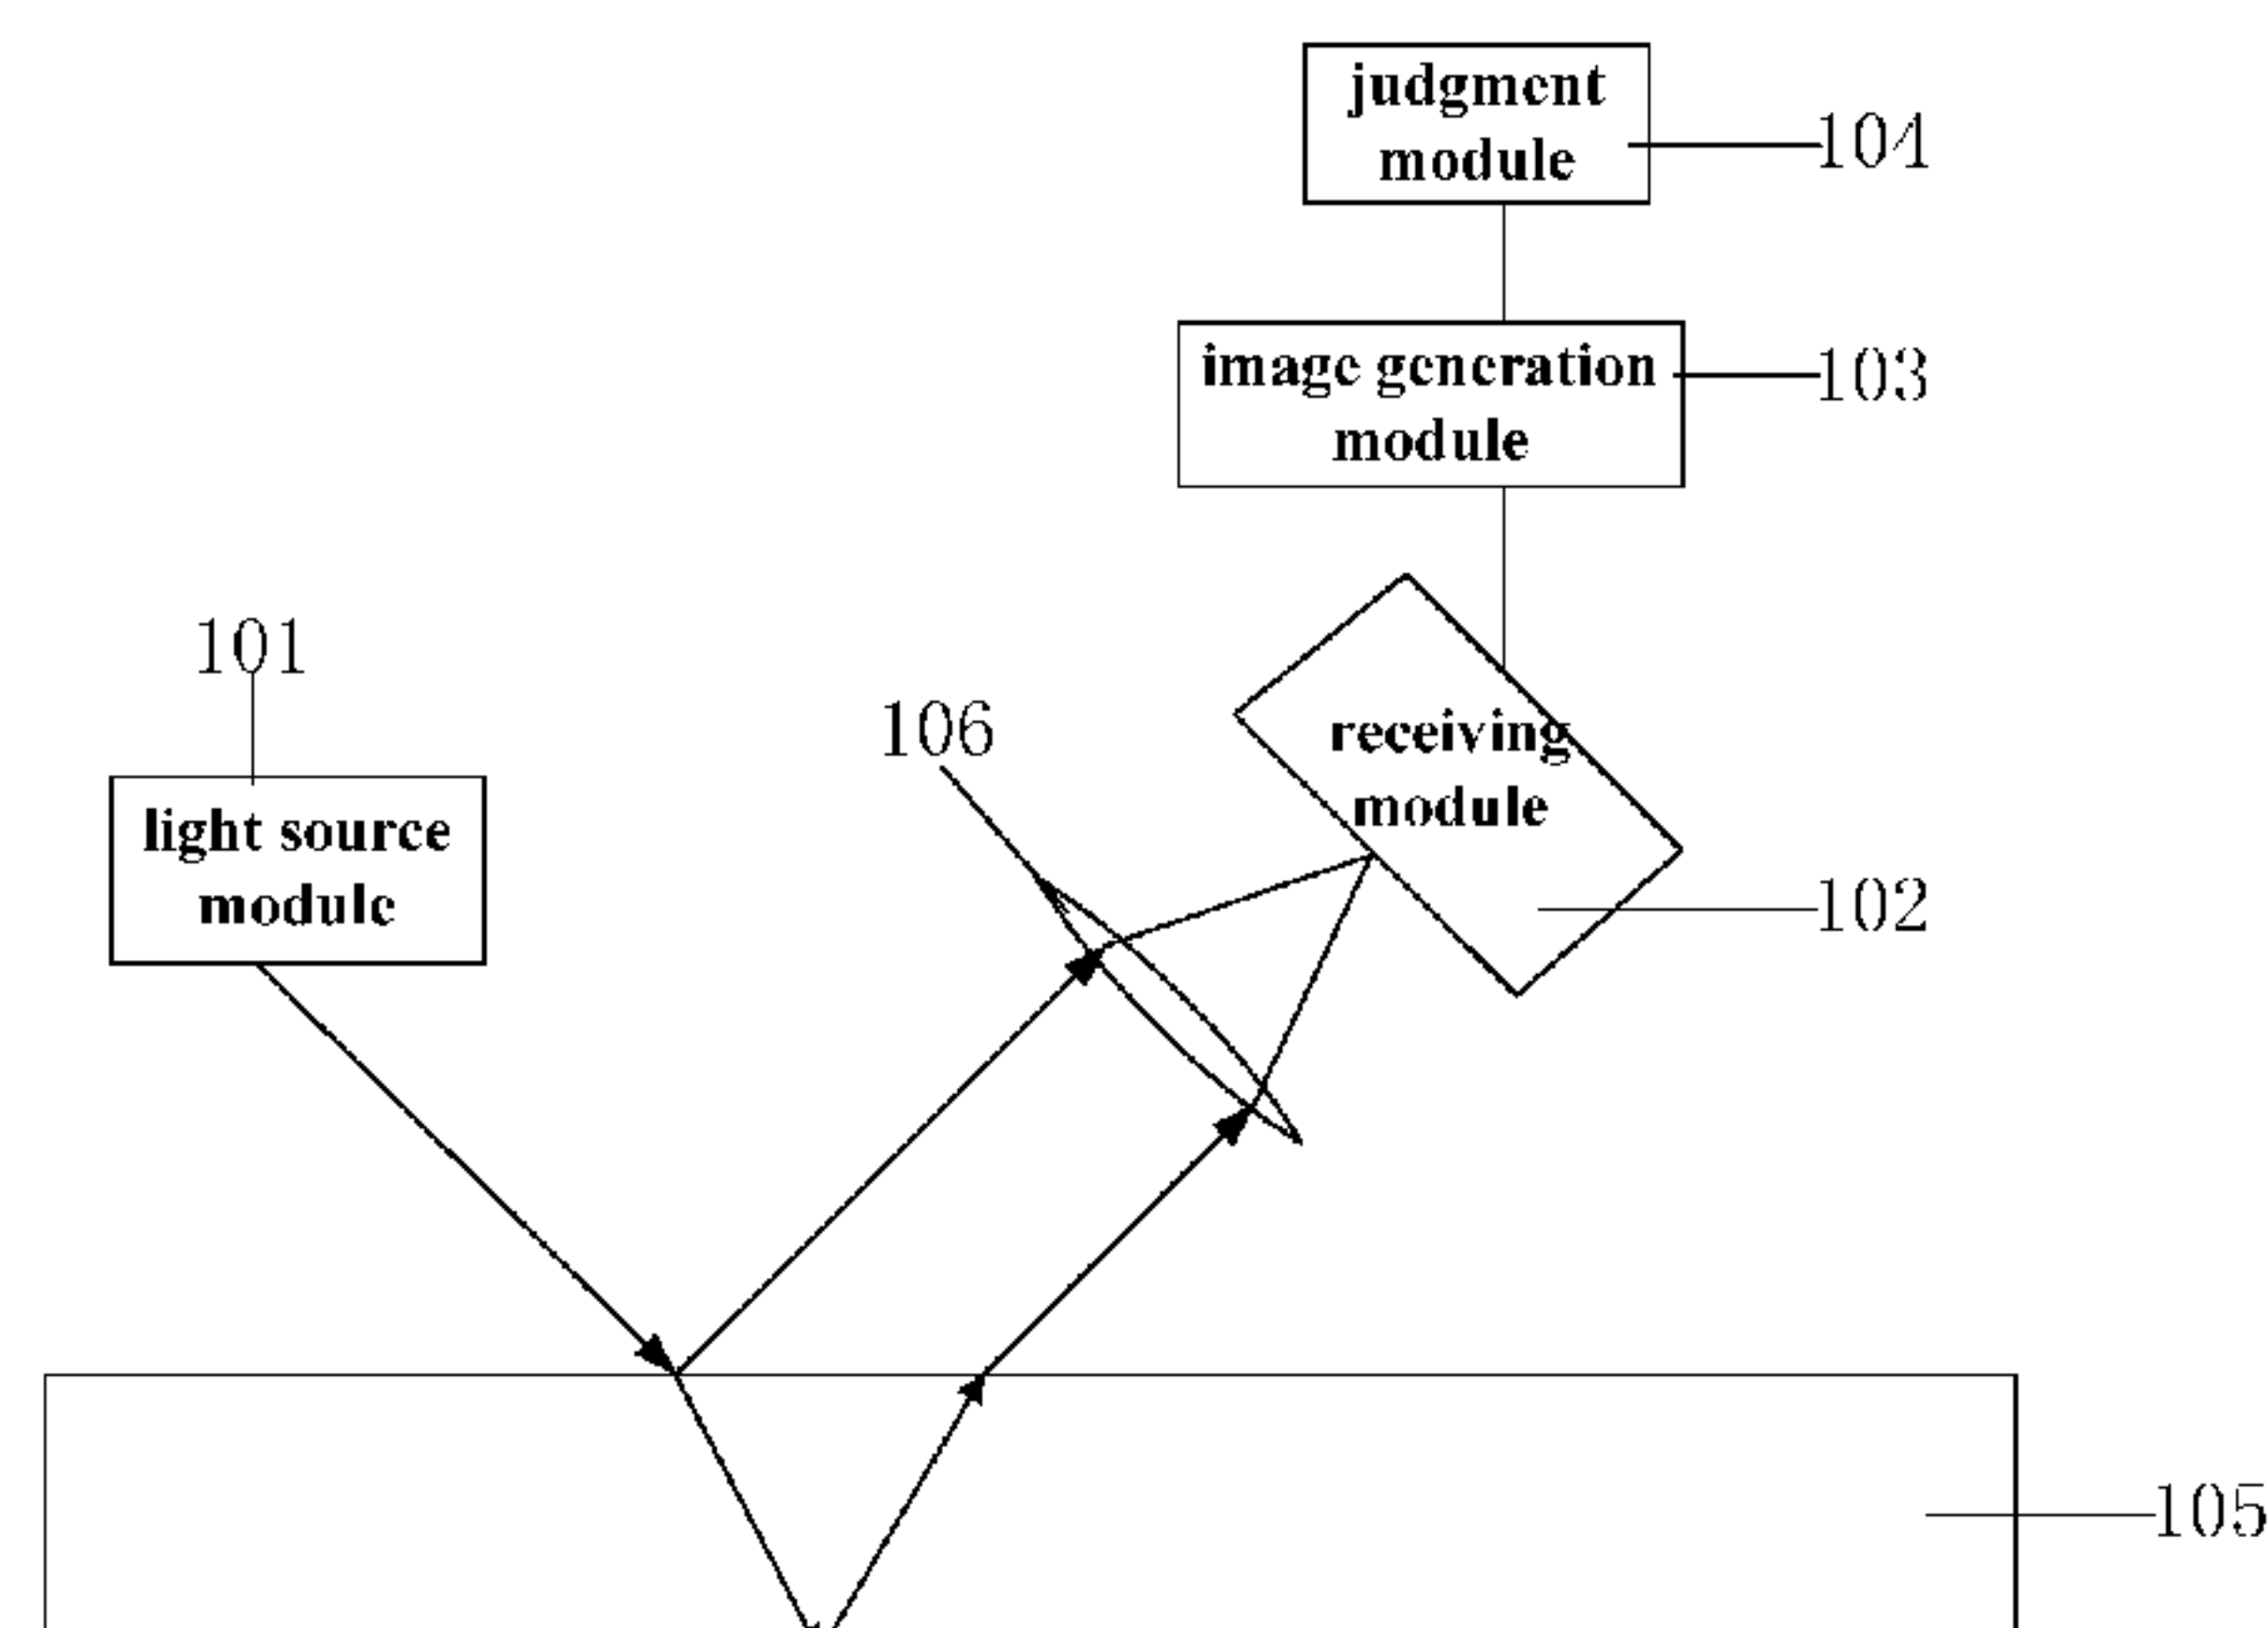 judgment
module
104
image generation
module
103
101
106
receiving
module
light source
module
102
105